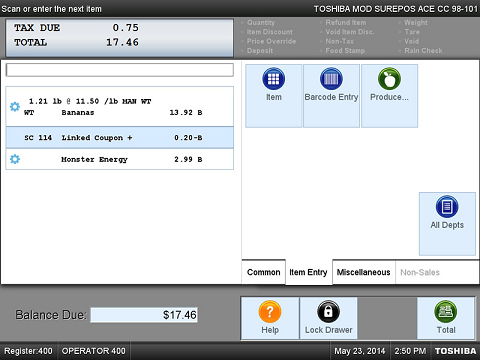 Scan or enter the next item
TOSHIBA MOD SUREPOS ACE CC 98-101
TAX DUE 0.75
TOTAL 17.46
Quantity
Item Discount
Price Override
Deposit
Refund Item
Void Item Disc.
Non-Tax
Food Stamp
Weight
Tare
Void
Rain Check
1.21 lb @ 11.50 /lb MAN WT
WT Bananas 13.92 B
SC 114 Linked Coupon + 0.20-B
Monster Energy 2.99 B
Item
Barcode Entry
Produce...
All Depts
Common
Item Entry
Miscellaneous
Non-Sales
Balance Due: $17.46
Help
Lock Drawer
Total
Register:400 OPERATOR 400
May 23, 2014 2:50 PM TOSHIBA